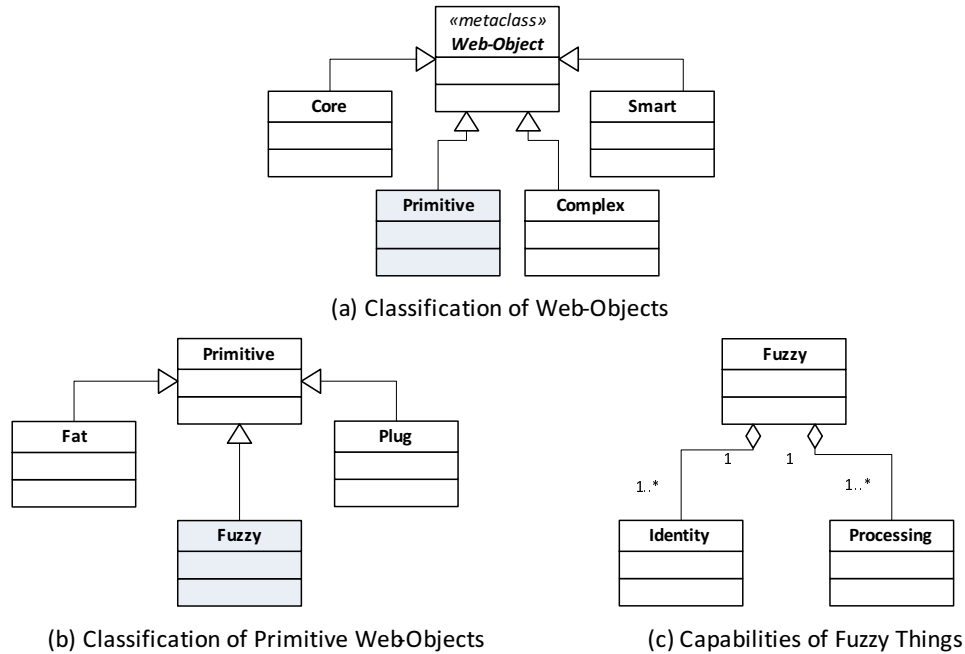 «metaclass»
Web-Object
Core
Smart
Primitive
Complex
(a) Classification of Web-Objects
Primitive
Fat
Plug
Fuzzy
(b) Classification of Primitive Web-Objects
Fuzzy
1
1
1..*
1..*
Identity
Processing
(c) Capabilities of Fuzzy Things